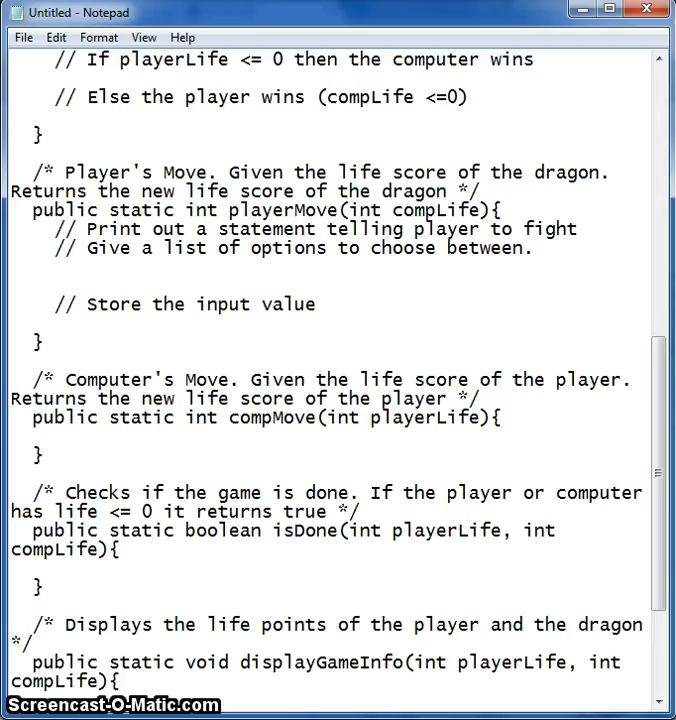 Untitled - Notepad
File Edit Format View Help
// If playerLife <= 0 then the computer wins
// Else the player wins (compLife <=0)
}
/* Player's Move. Given the life score of the dragon.
Returns the new life score of the dragon */
public static int playerMove(int compLife){
// Print out a statement telling player to fight
// Give a list of options to choose between.
// Store the input value
}
/* Computer's Move. Given the life score of the player.
Returns the new life score of the player */
public static int compMove(int playerLife){
}
/* Checks if the game is done. If the player or computer
has life <= 0 it returns true */
public static boolean isDone(int playerLife, int
compLife){
}
/* Displays the life points of the player and the dragon
*/
public static void displayGameInfo(int playerLife, int
compLife){
Screencast-O-Matic.com